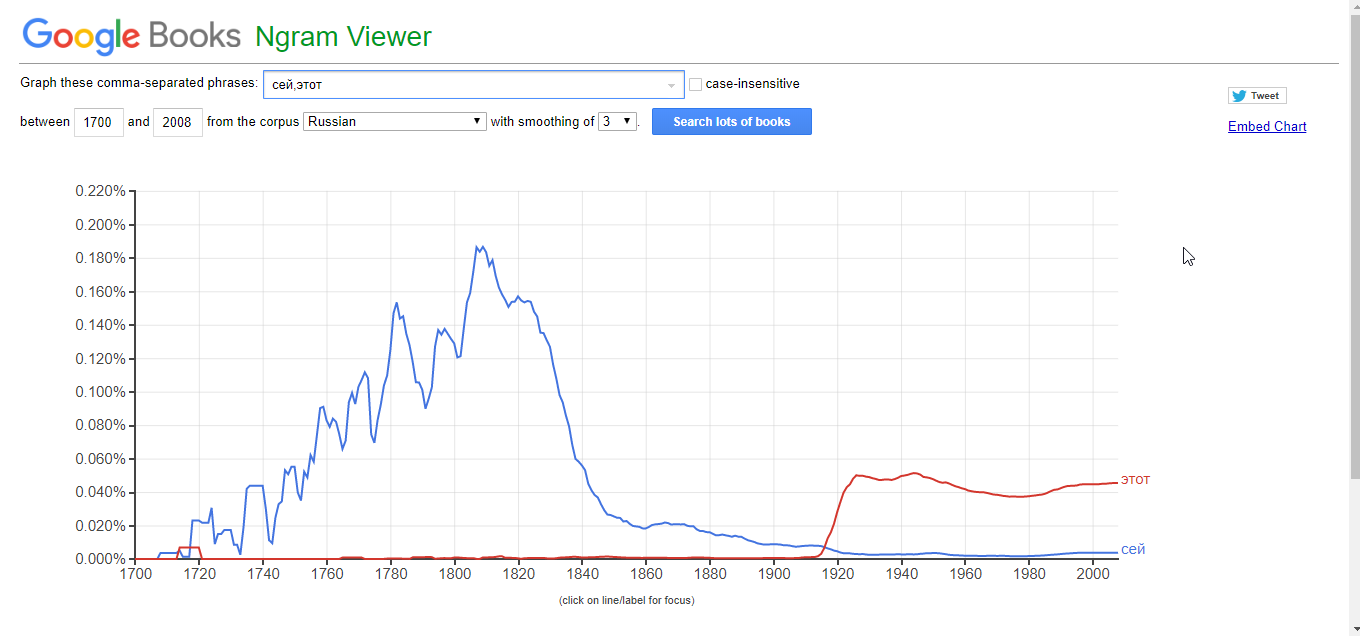 Google Books Ngram Viewer
Graph these comma-separated phrases: сей,этот case-insensitive
between 1700 and 2008 from the corpus Russian with smoothing of 3 . Search lots of books
Tweet
Embed Chart
0.220%
0.200%
0.180%
0.160%
0.140%
0.120%
0.100%
0.080%
0.060%
0.040%
0.020%
0.000%
этот
сей
1700 1720 1740 1760 1780 1800 1820 1840 1860 1880 1900 1920 1940 1960 1980 2000
(click on line/label for focus)